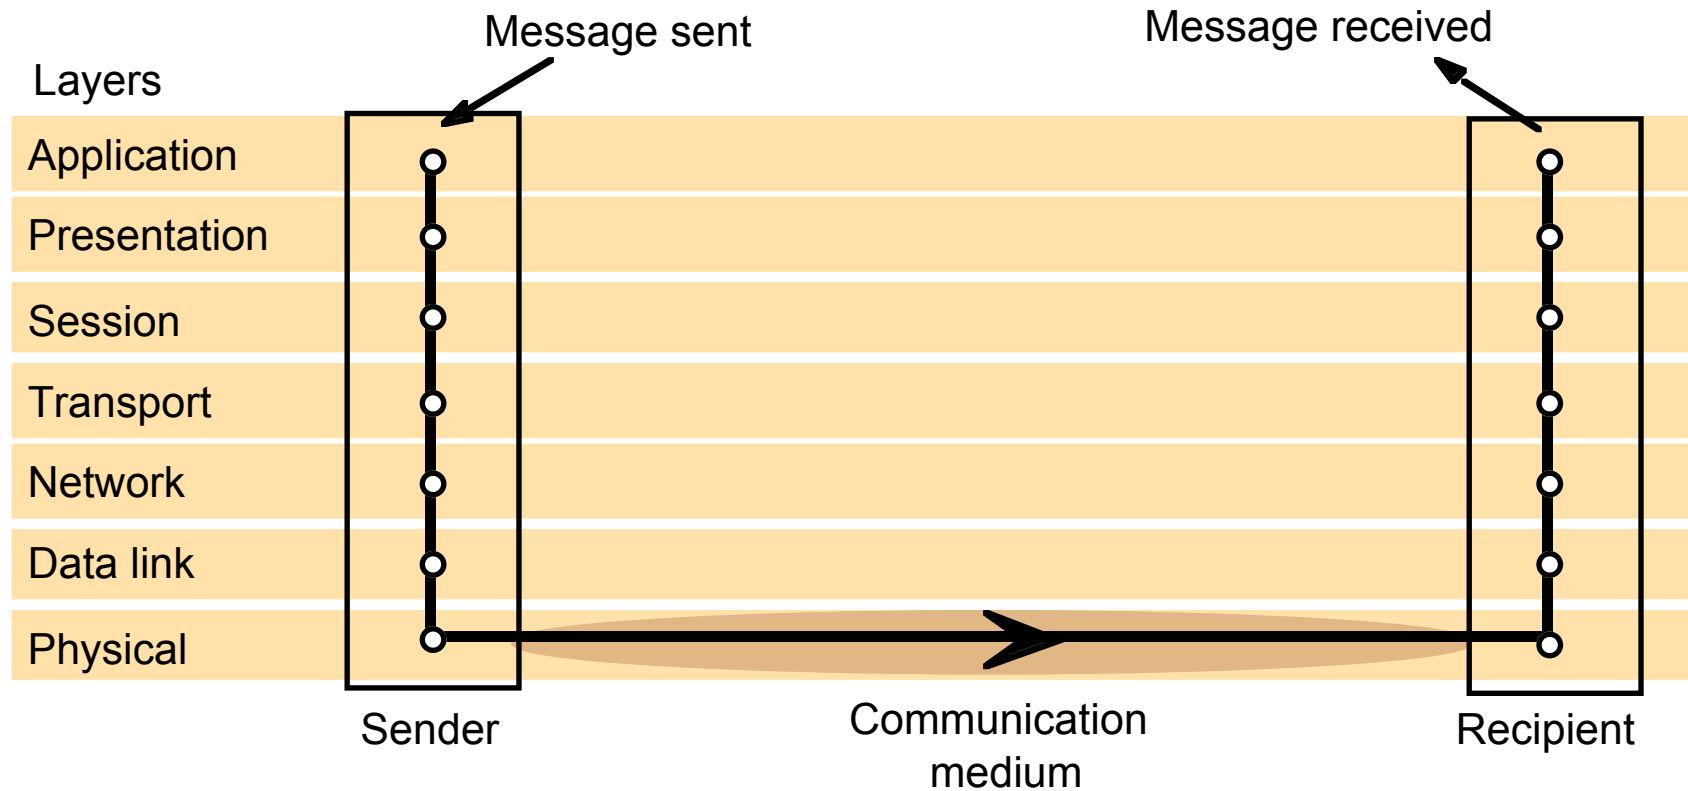 Message sent
Message received
Layers
Application
Presentation
Session
Transport
Network
Data link
Physical
Sender
Communication
medium
Recipient